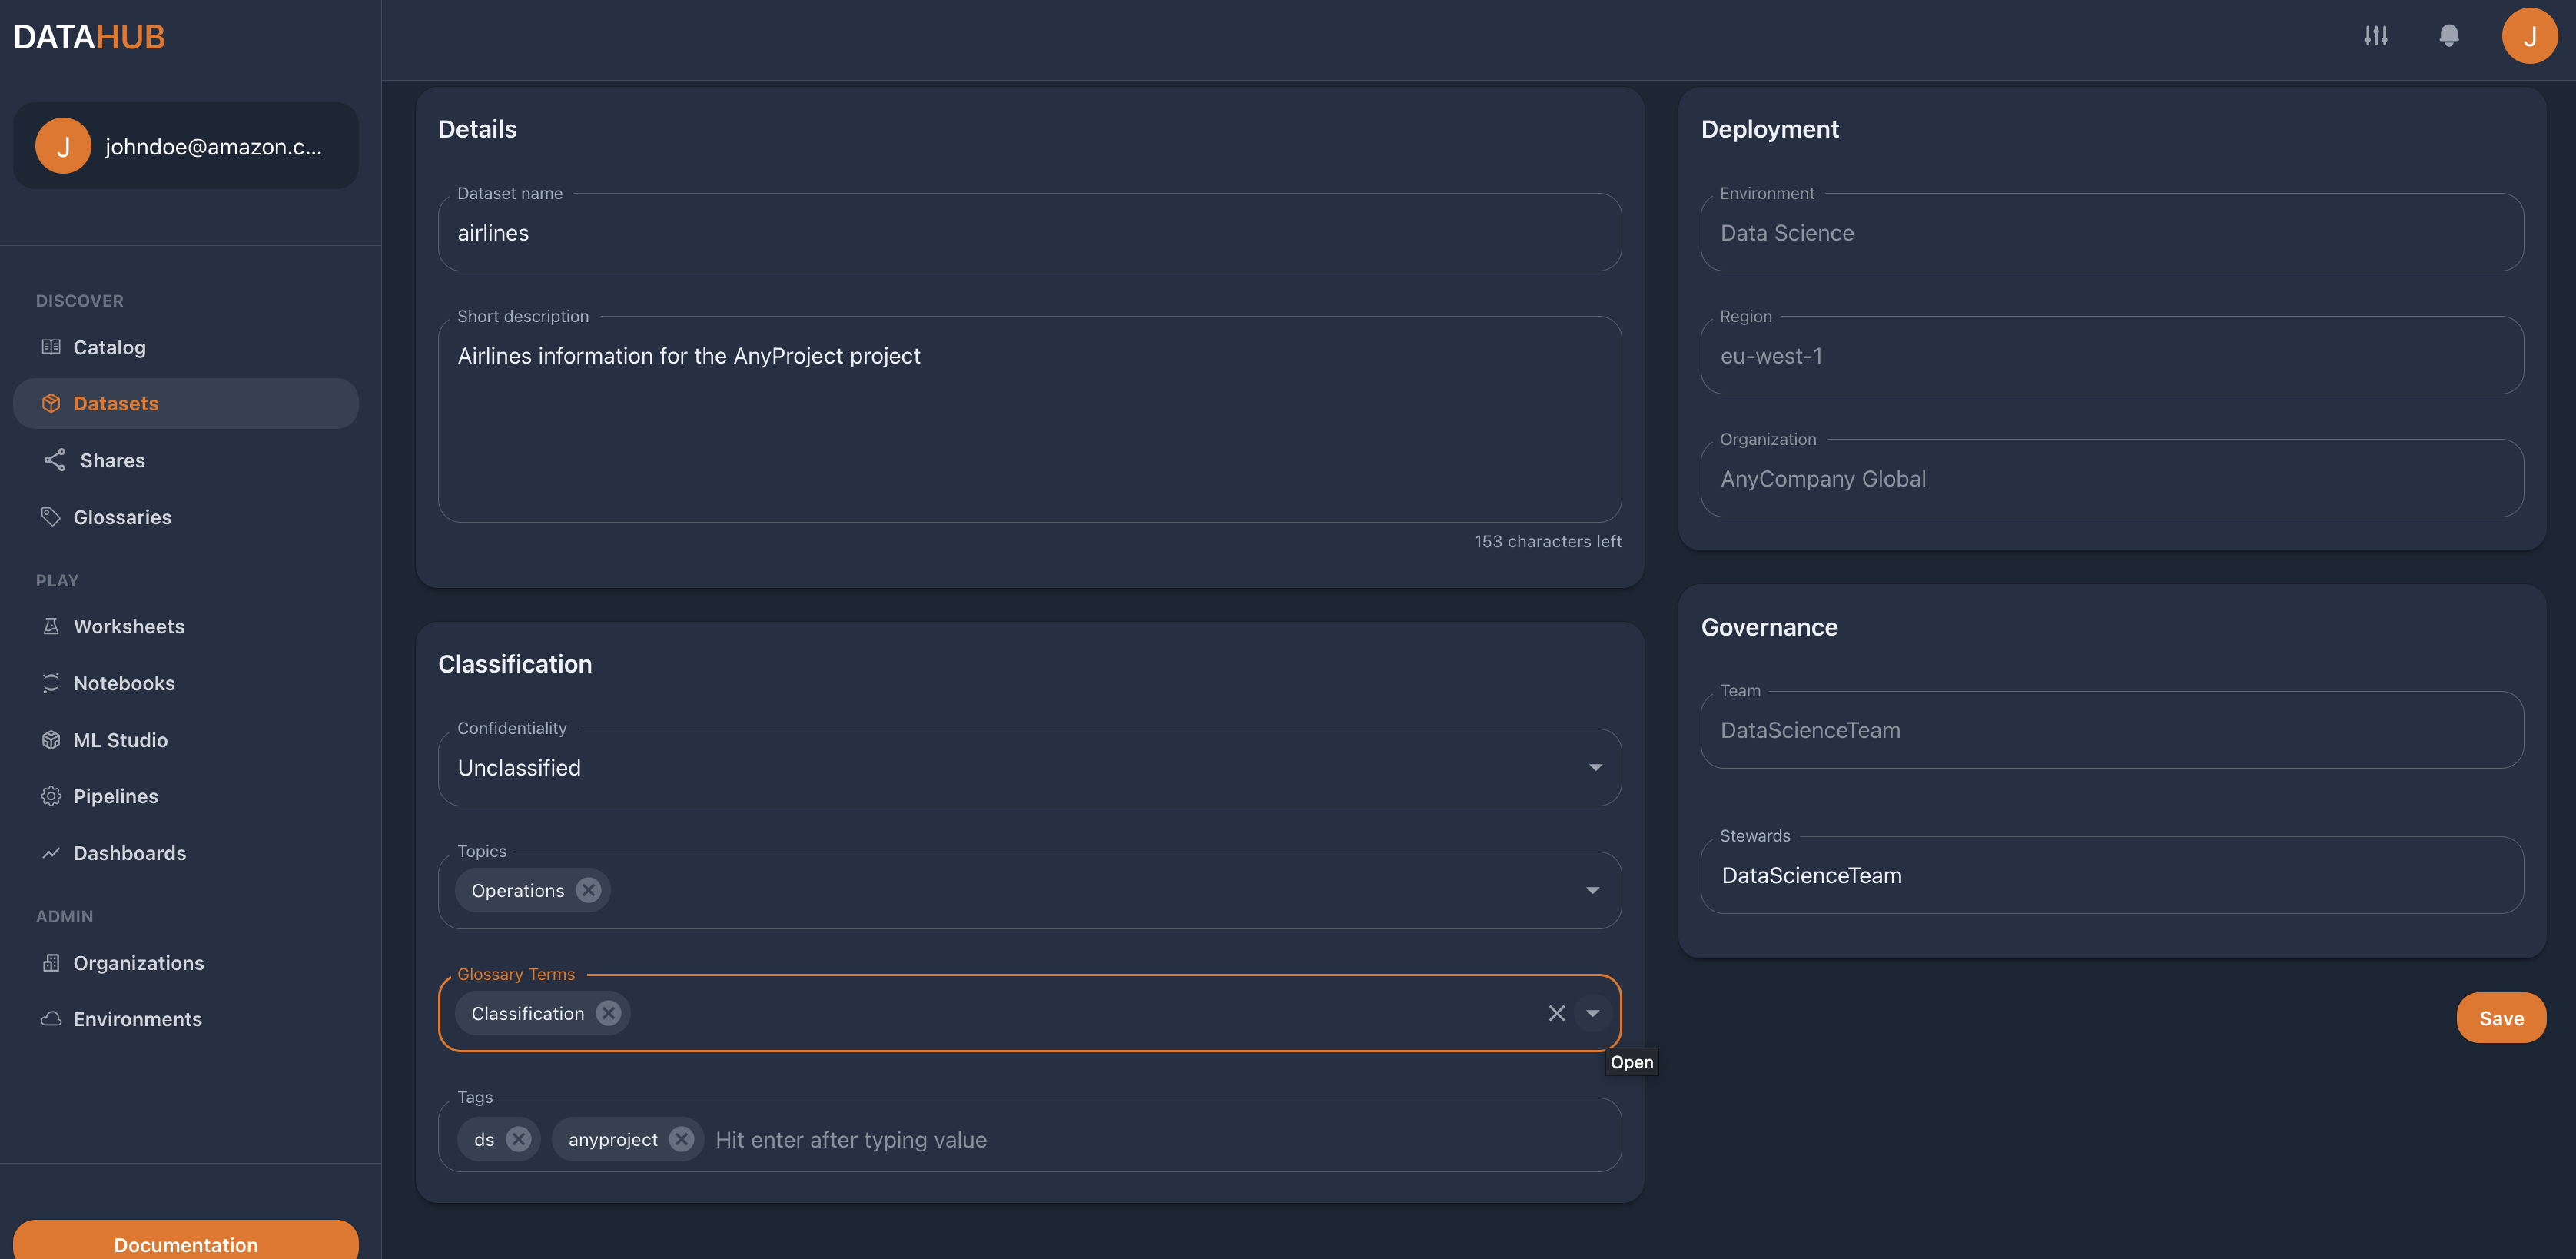 DATAHUB
J
J
johndoe@amazon.c...
DISCOVER
Catalog
Datasets
Shares
Glossaries
PLAY
Worksheets
Notebooks
ML Studio
Pipelines
Dashboards
ADMIN
Organizations
Environments
Documentation
Details
Dataset name
airlines
Short description
Airlines information for the AnyProject project
153 characters left
Classification
Confidentiality
Unclassified
Topics
Operations
Glossary Terms
Classification
Open
Tags
ds anyproject Hit enter after typing value
Deployment
Environment
Data Science
Region
eu-west-1
Organization
AnyCompany Global
Governance
Team
DataScienceTeam
Stewards
DataScienceTeam
Save